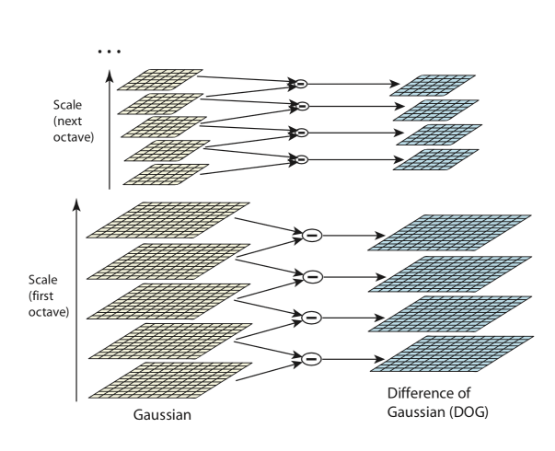 ...
Scale
(next
octave)
Scale
(first
octave)
Gaussian
Difference of
Gaussian (DOG)